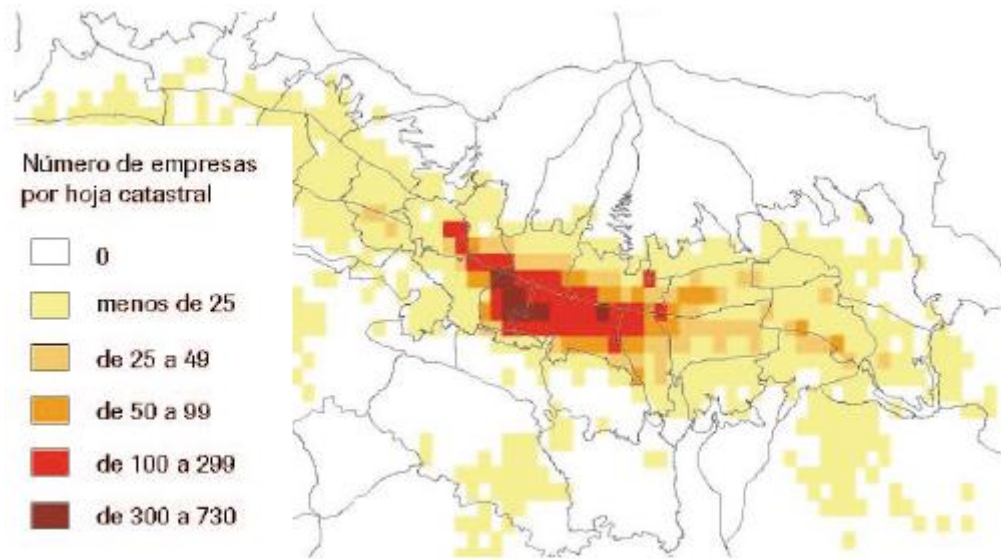 Número de empresas
por hoja catastral
0
menos de 25
de 25 a 49
de 50 a 99
de 100 a 299
de 300 a 730